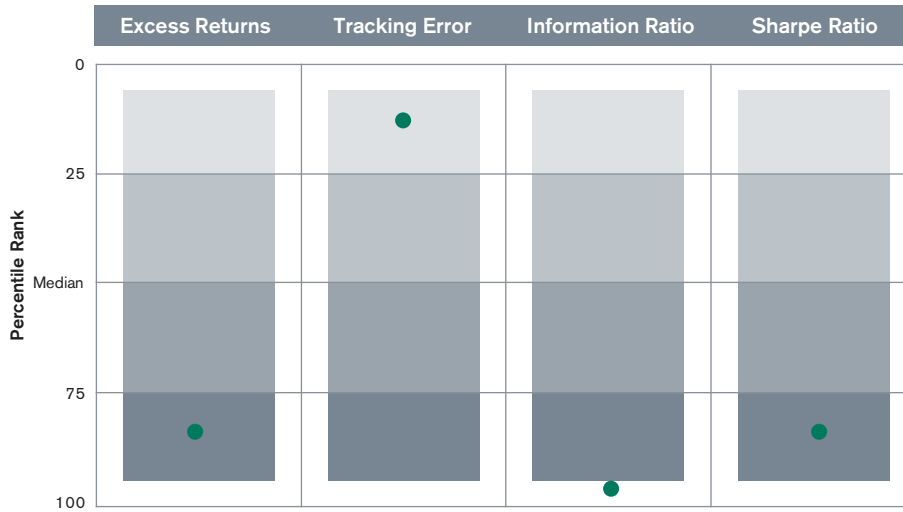 Excess Returns Tracking Error Information Ratio Sharpe Ratio
0
25
Median
75
100
Percentile Rank